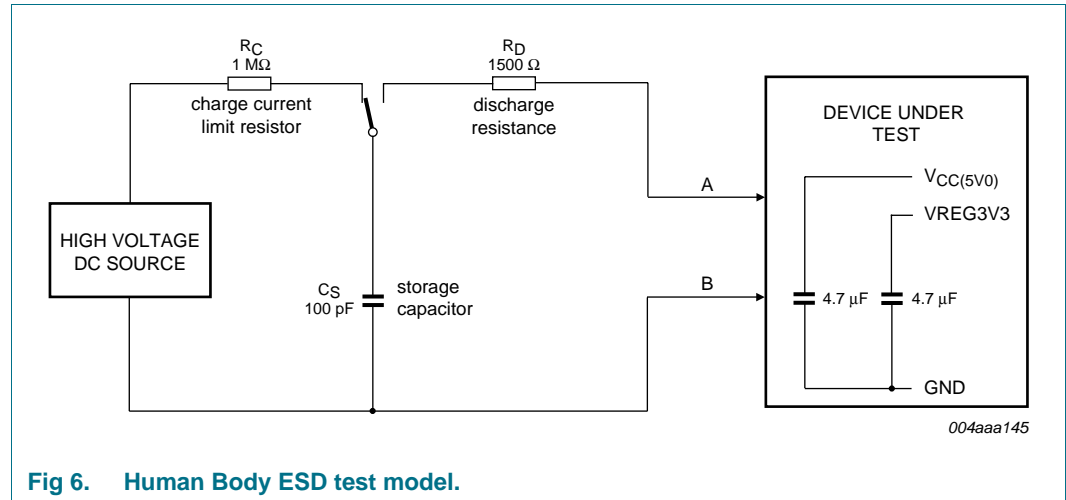 RC
1 MΩ
charge current
limit resistor
RD
1500 Ω
discharge
resistance
DEVICE UNDER
TEST
A
VCC(5V0)
VREG3V3
HIGH VOLTAGE
DC SOURCE
CS
100 pF
storage
capacitor
B
4.7 μF
4.7 μF
GND
004aaa145
Fig 6. Human Body ESD test model.